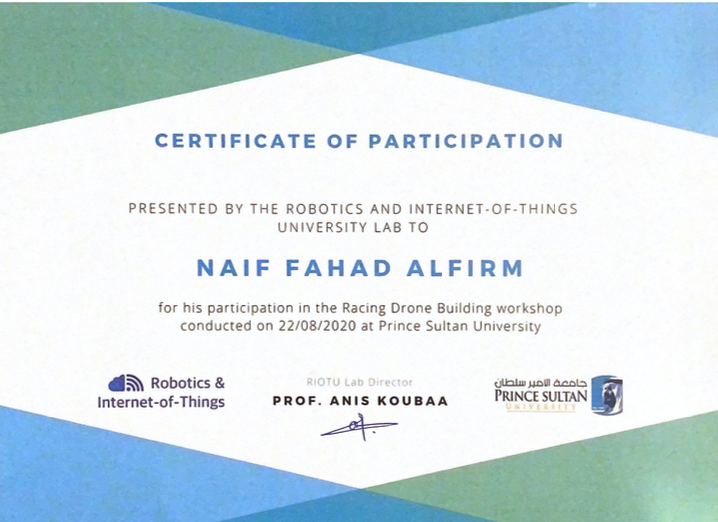 CERTIFICATE OF PARTICIPATION
PRESENTED BY THE ROBOTICS AND INTERNET-OF-THINGS
UNIVERSITY LAB TO
NAIF FAHAD ALFIRM
for his participation in the Racing Drone Building workshop
conducted on 22/08/2020 at Prince Sultan University
Robotics &
Internet-of-Things
RIOTU Lab Director
PROF. ANIS KOUBAA
جامعة الأمير سلطان
PRINCE SULTAN
UNIVERSITY